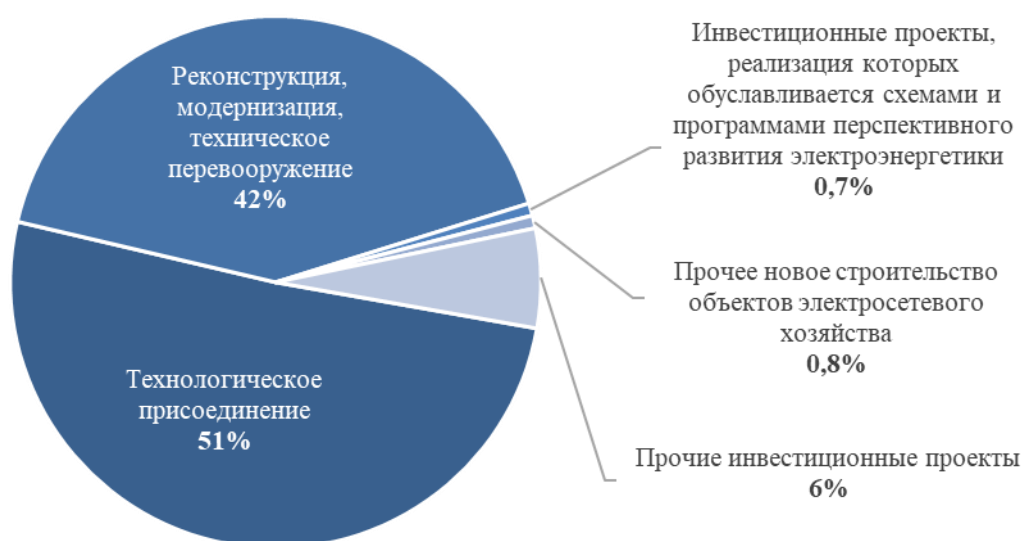 Реконструкция,
модернизация,
техническое
перевооружение
42%
Инвестиционные проекты,
реализация которых
обуславливается схемами и
программами перспективного
развития электроэнергетики
0,7%
Прочее новое строительство
объектов электросетевого
хозяйства
0,8%
Технологическое
присоединение
51%
Прочие инвестиционные проекты
6%